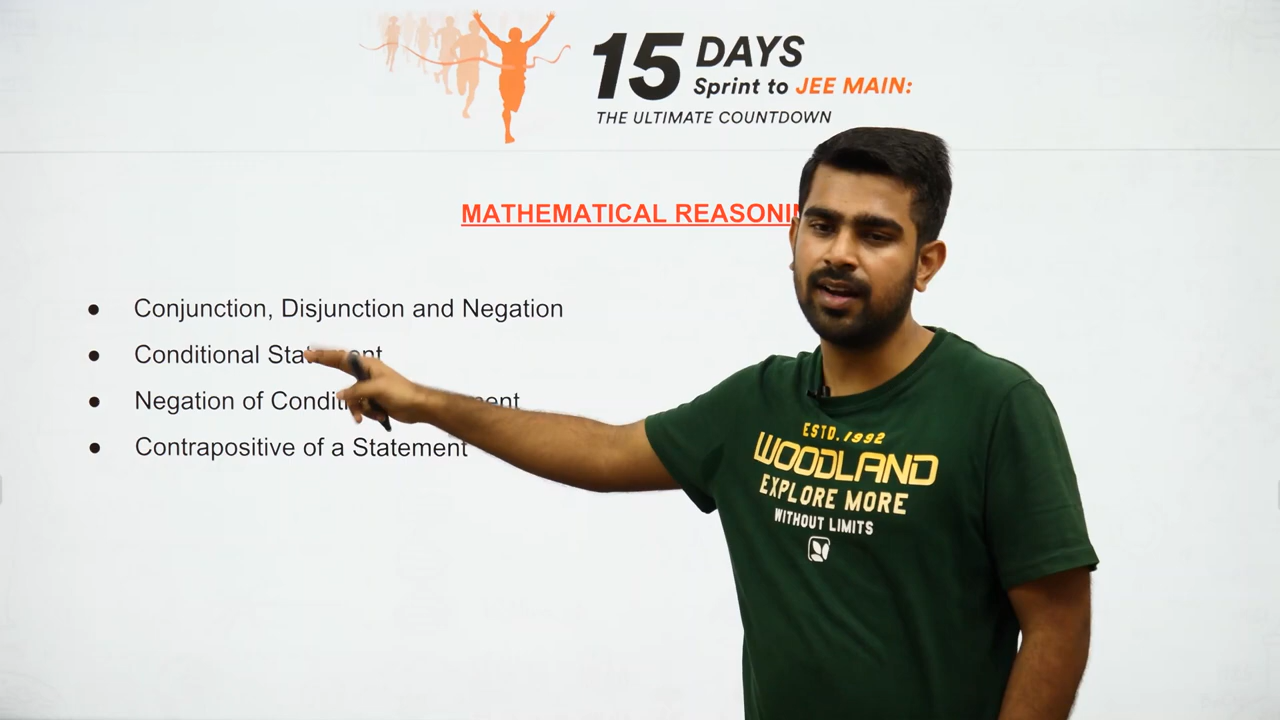 15 DAYS
Sprint to JEE MAIN:
THE ULTIMATE COUNTDOWN
MATHEMATICAL
● Conjunction, Disjunction and Negation
● Conditional
● Negation of
● Contrapositive of a Statement
ESTD.1992
WOODLAND
EXPLORE MORE
WITHOUT LIMITS